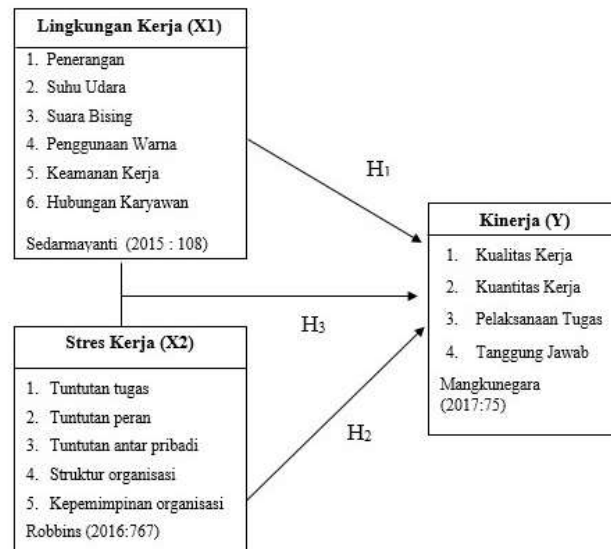 Lingkungan Kerja (X1)
1. Penerangan
2. Suhu Udara
3. Suara Bising
4. Penggunaan Warna
5. Keamanan Kerja
6. Hubungan Karyawan
Sedarmayanti (2015 : 108)
H1
Kinerja (Y)
1. Kualitas Kerja
2. Kuantitas Kerja
3. Pelaksanaan Tugas
4. Tanggung Jawab
Mangkunegara
(2017:75)
H3
Stres Kerja (X2)
1. Tuntutan tugas
2. Tuntutan peran
3. Tuntutan antar pribadi
4. Struktur organisasi
5. Kepemimpinan organisasi
Robbins (2016:767)
H2